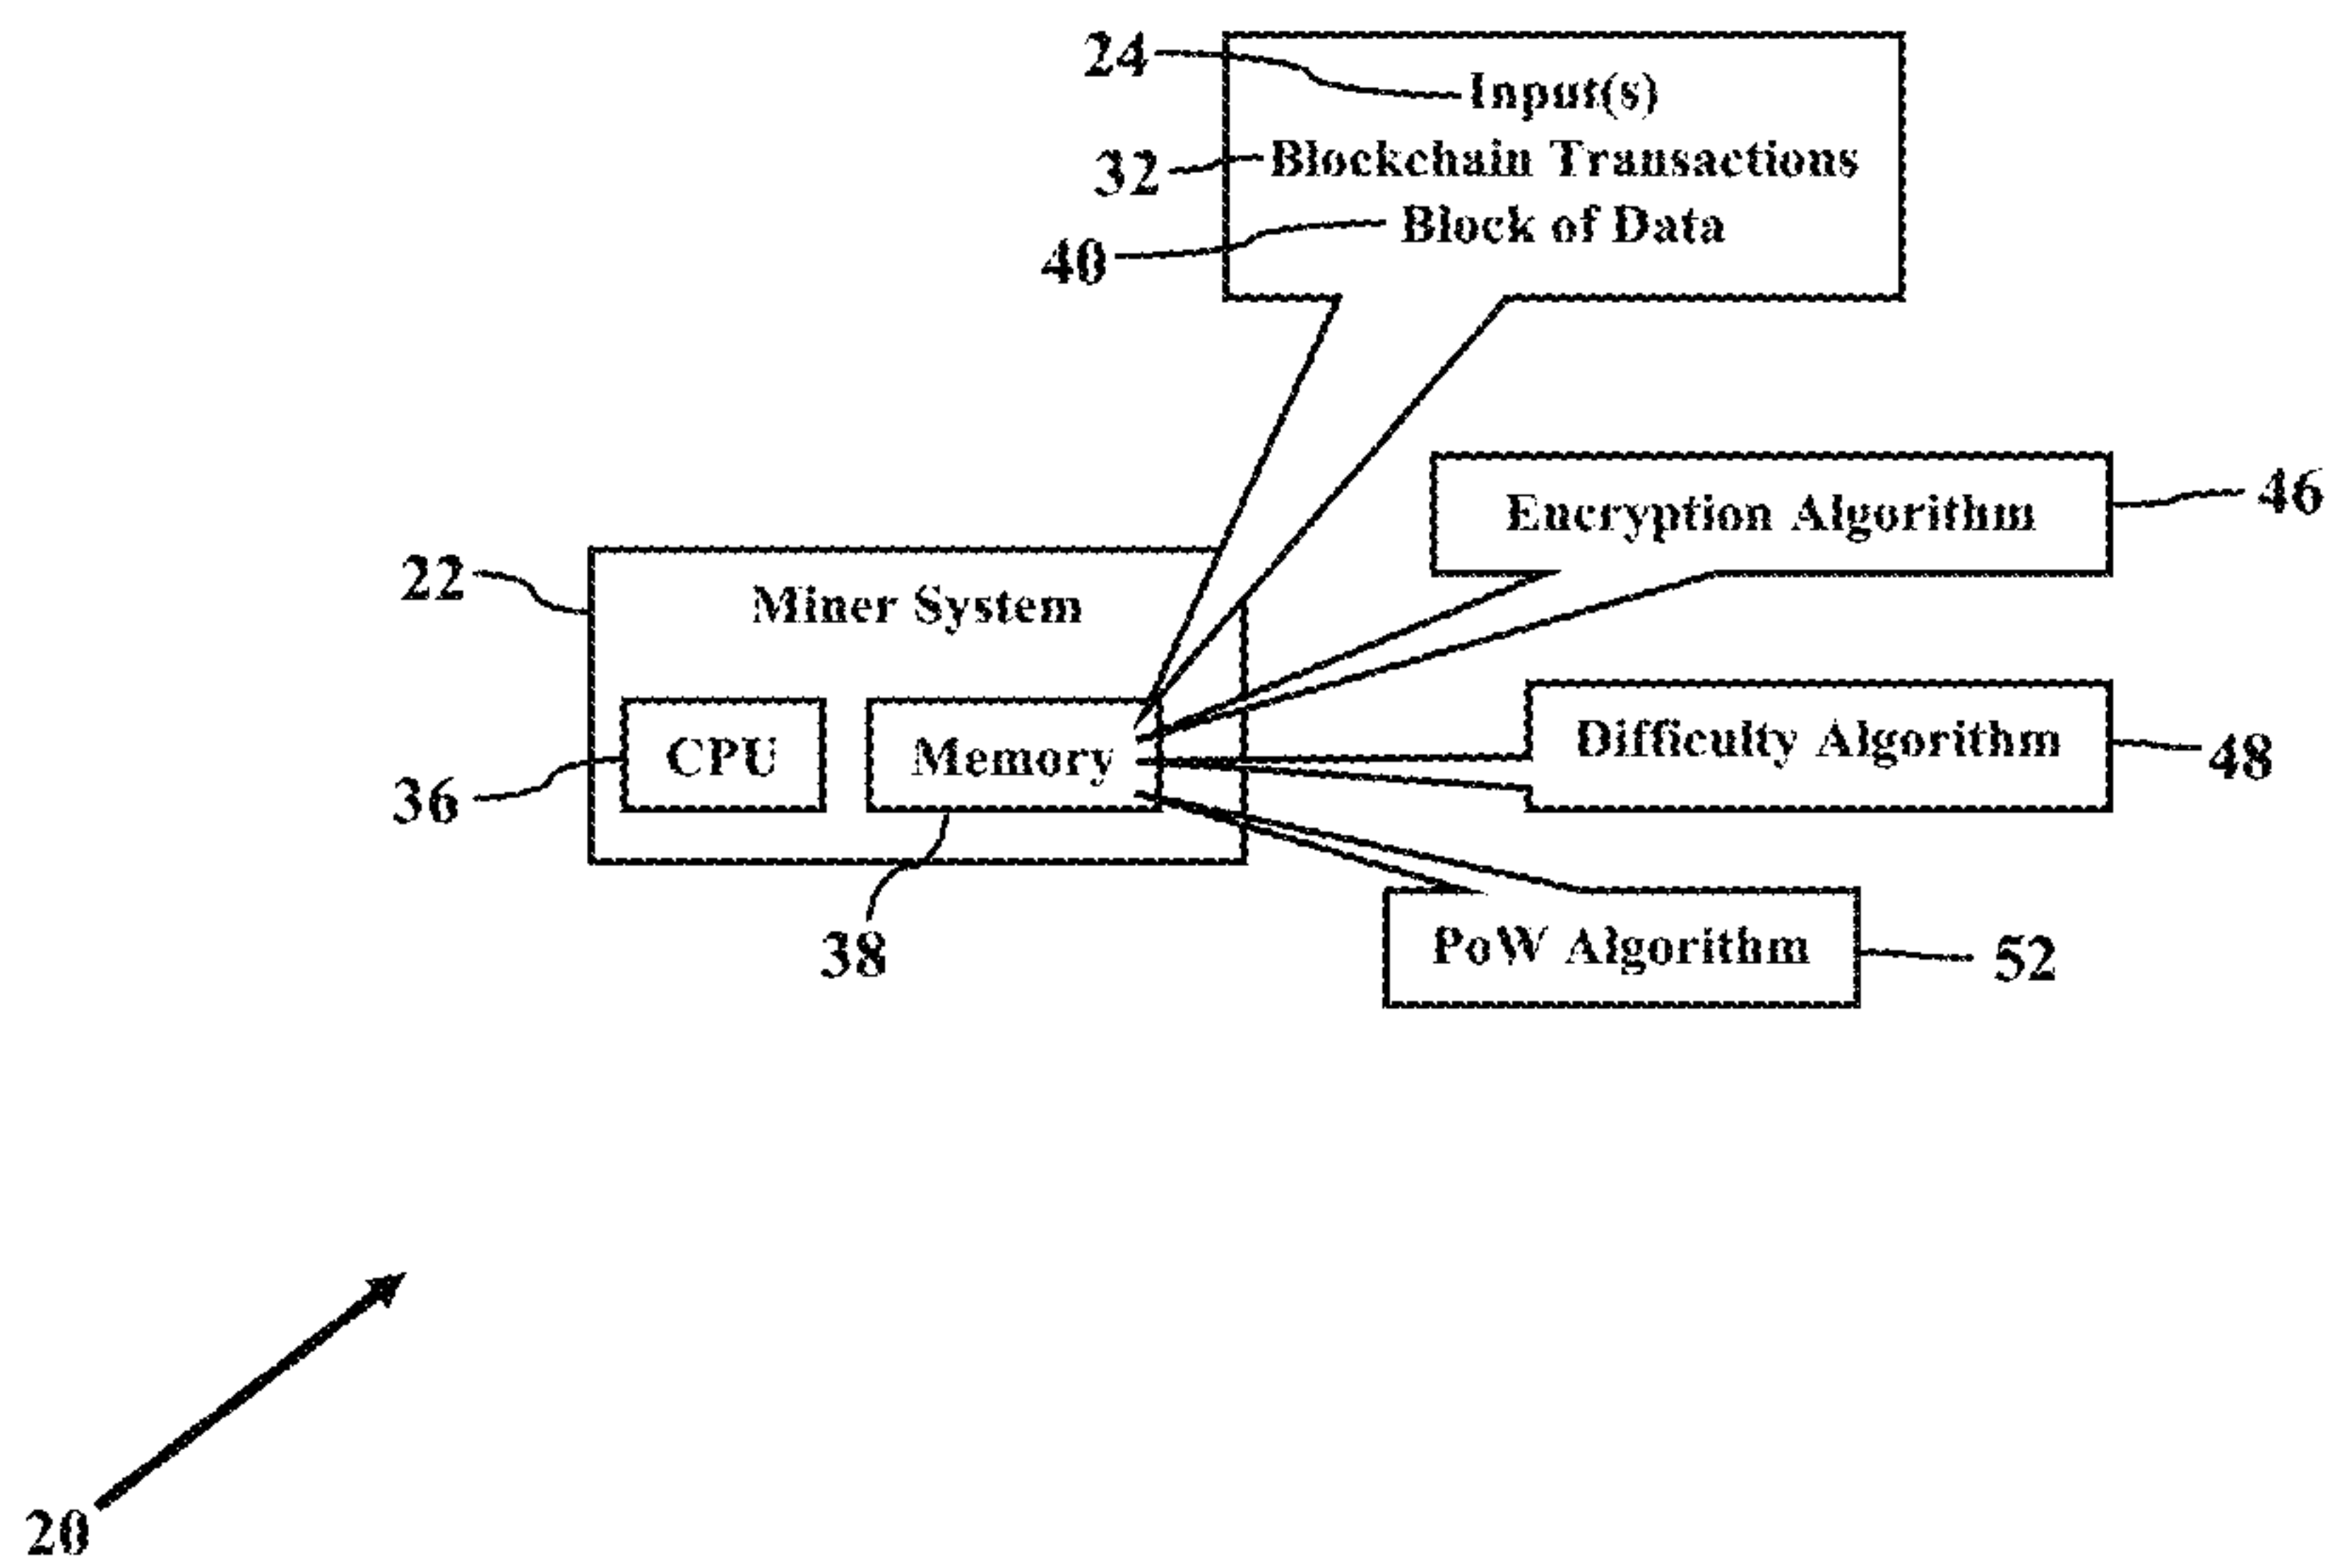 24
Input(s)
32
Blockchain Transactions
40
Block of Data
46
Encryption Algorithm
22
Miner System
48
Difficulty Algorithm
36
CPU
Memory
38
52
PoW Algorithm
20